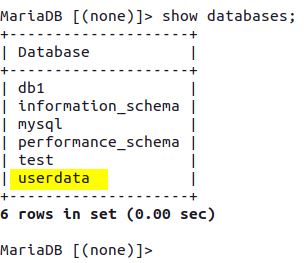 MariaDB [(none)]> show databases;
+--------------------+
| Database           |
+--------------------+
| db1                |
| information_schema |
| mysql              |
| performance_schema |
| test               |
| userdata           |
+--------------------+
6 rows in set (0.00 sec)
MariaDB [(none)]>